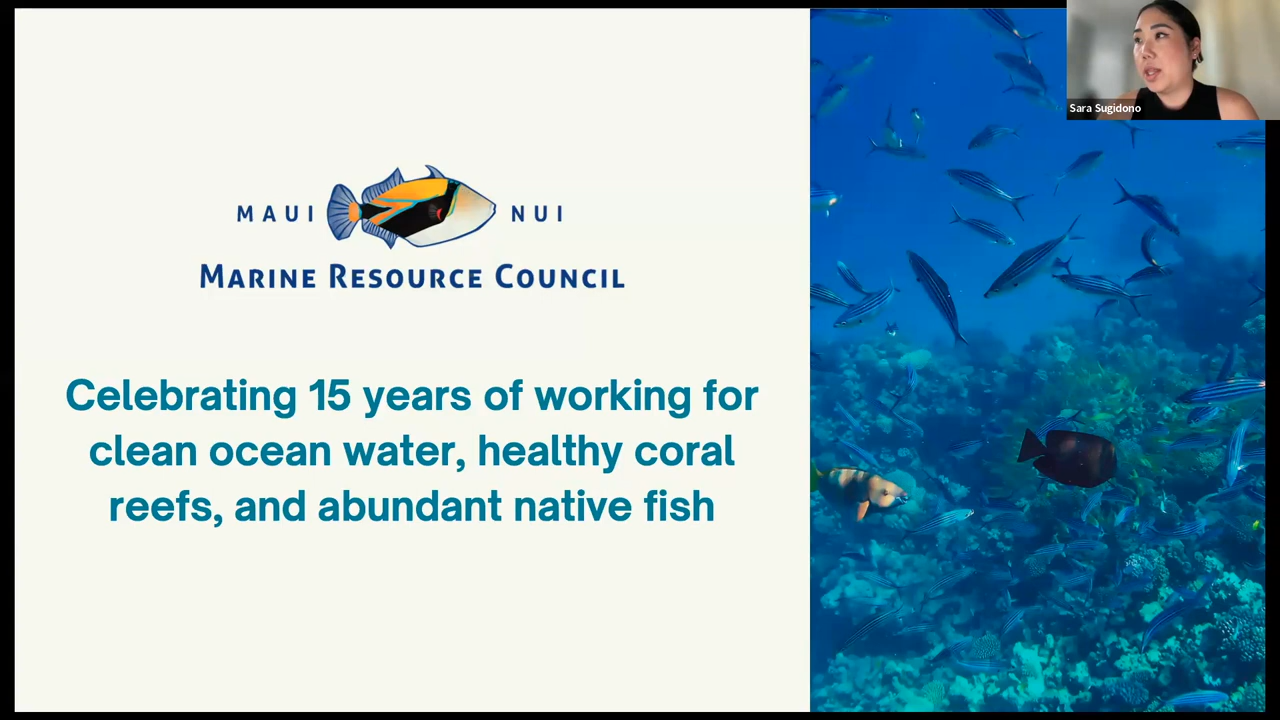 MAUI NUI
MARINE RESOURCE COUNCIL
Celebrating 15 years of working for
clean ocean water, healthy coral
reefs, and abundant native fish
Sara Sugidono